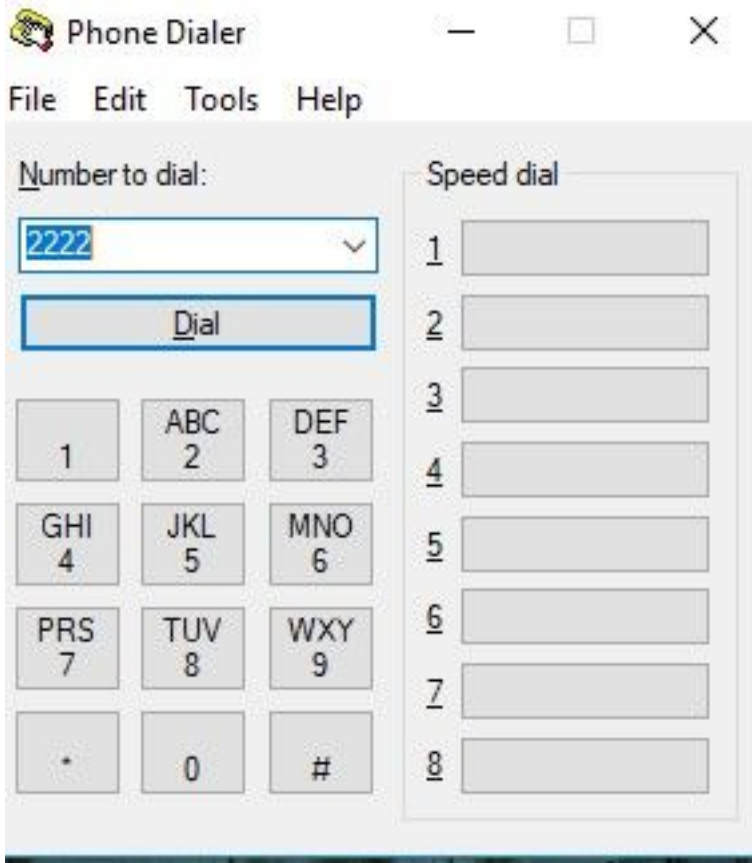 Phone Dialer
File Edit Tools Help
Number to dial:
2222
Dial
1
ABC
2
DEF
3
GHI
4
JKL
5
MNO
6
PRS
7
TUV
8
WXY
9
*
0
#
Speed dial
1
2
3
4
5
6
7
8